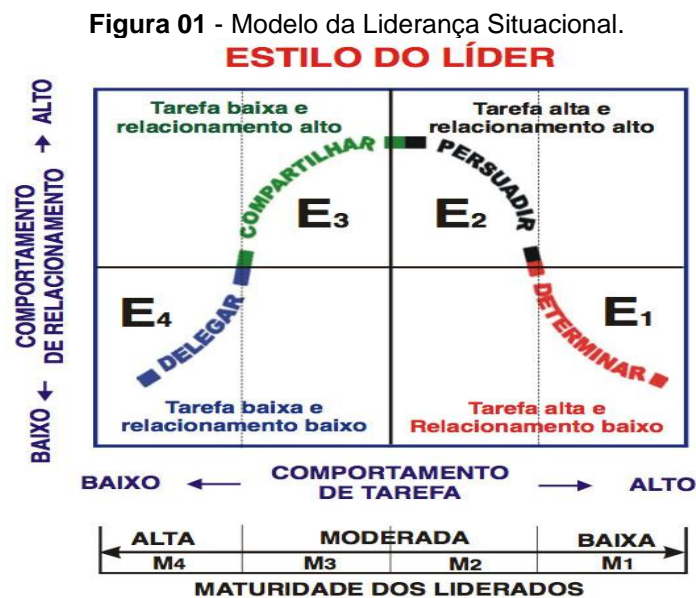 Figura 01 - Modelo da Liderança Situacional.
ESTILO DO LÍDER
Tarefa baixa e
relacionamento alto
Tarefa alta e
relacionamento alto
COMPARTILHAR
PERSUADIR
E3
E2
E4
E1
DELEGAR
DETERMINAR
Tarefa baixa e
relacionamento baixo
Tarefa alta e
Relacionamento baixo
BAIXO ← COMPORTAMENTO DE RELACIONAMENTO → ALTO
BAIXO ← COMPORTAMENTO → ALTO
DE TAREFA
ALTA MODERADA BAIXA
M4 M3 M2 M1
MATURIDADE DOS LIDERADOS